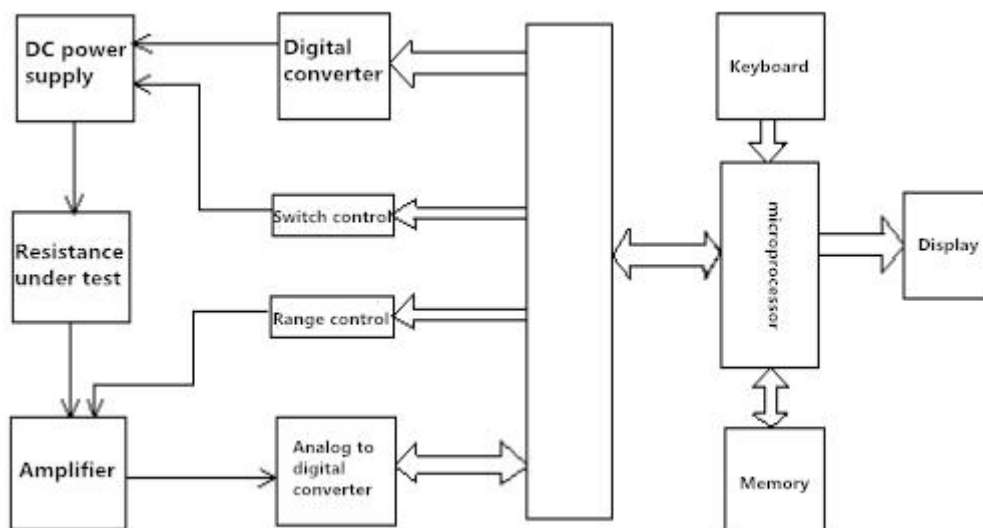 DC power
supply
Digital
converter
Keyboard
Switch control
microprocessor
Resistance
under test
Display
Range control
Amplifier
Analog to
digital
converter
Memory